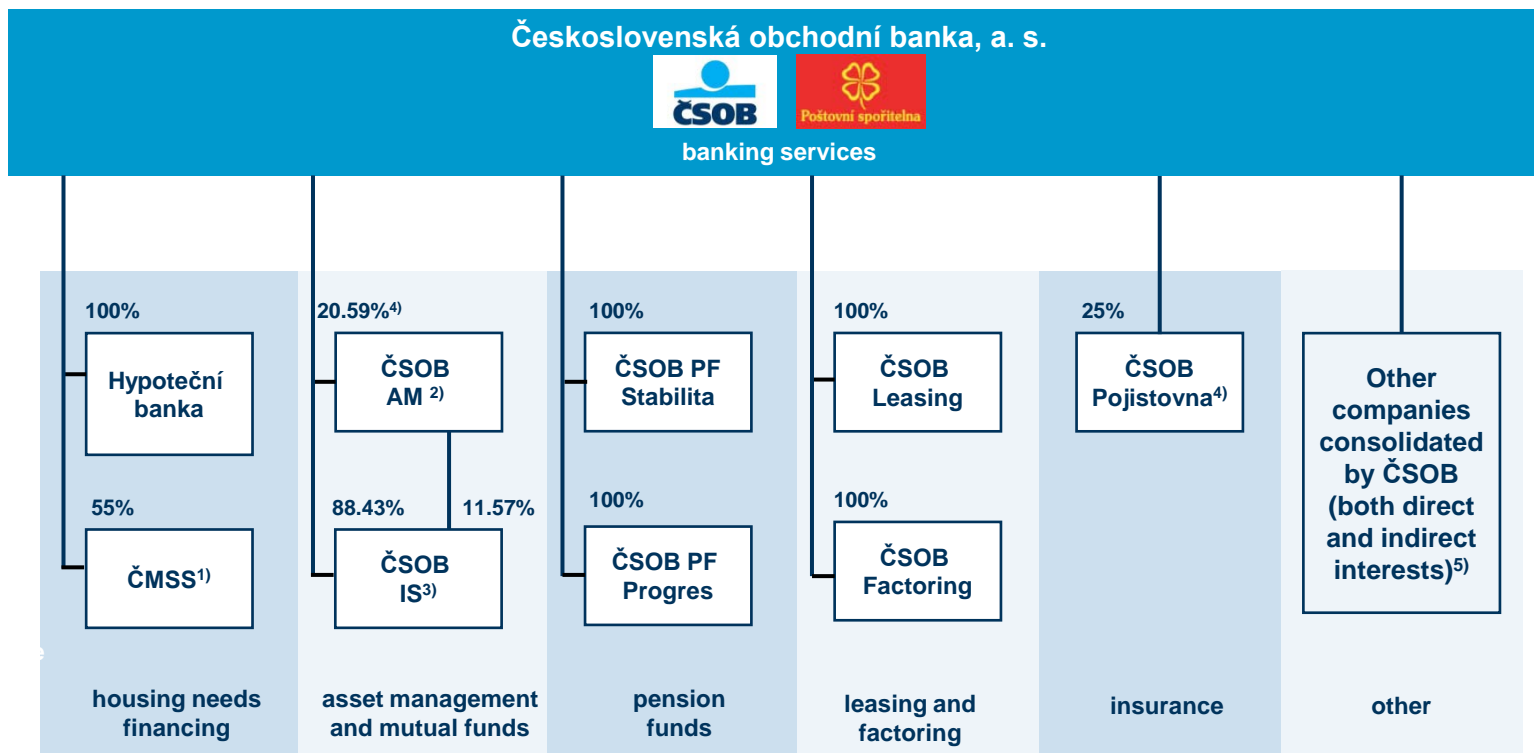 Československá obchodní banka, a. s.
ČSOB
Poštovní spořitelna
banking services
100%
Hypoteční
banka
55%
ČMSS1)
housing needs
financing
20.59%4)
ČSOB
AM 2)
88.43%
11.57%
ČSOB
IS3)
asset management
and mutual funds
100%
ČSOB PF
Stabilita
100%
ČSOB PF
Progres
pension
funds
100%
ČSOB
Leasing
100%
ČSOB
Factoring
leasing and
factoring
25%
ČSOB
Pojistovna4)
insurance
Other
companies
consolidated
by ČSOB
(both direct
and indirect
interests)5)
other